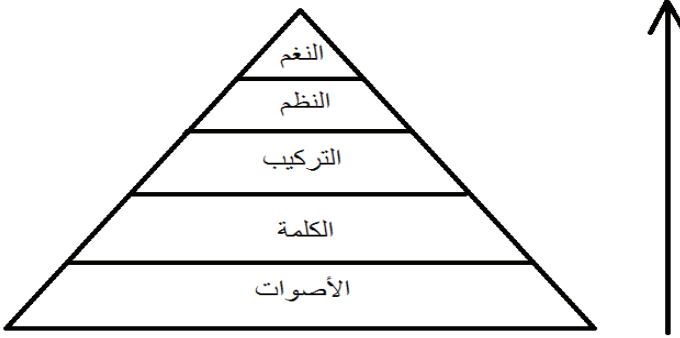 النغم
النظم
التركيب
الكلمة
الأصوات